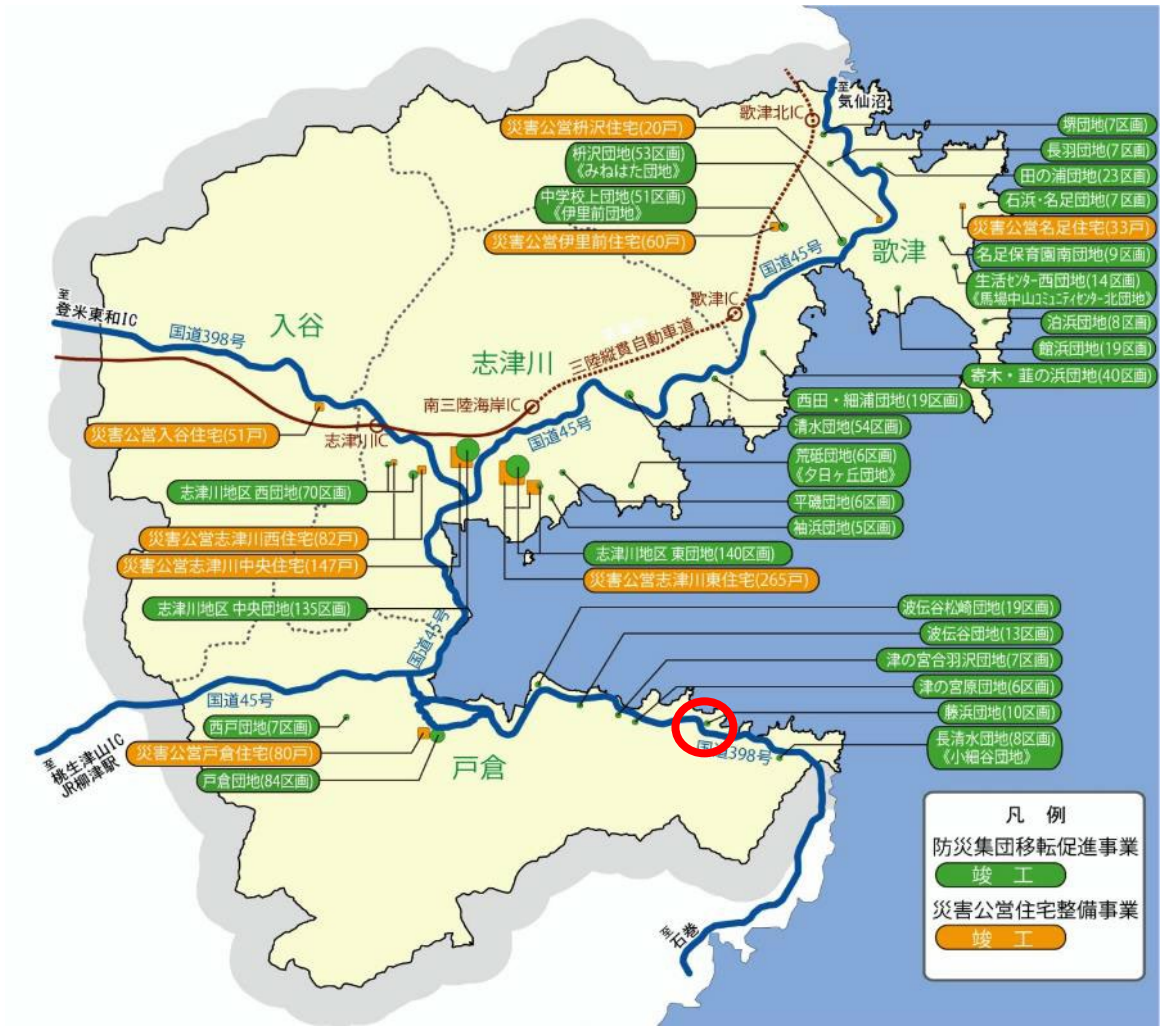 至
気仙沼
歌津北IC
災害公営枡沢住宅(20戸)
枡沢団地(53区画)
《みねはた団地》
中学校上団地(51区画)
《伊里前団地》
災害公営伊里前住宅(60戸)
堺団地(7区画)
長羽団地(7区画)
田の浦団地(23区画)
石浜・名足団地(7区画)
災害公営名足住宅(33戸)
名足保育園南団地(9区画)
生活センター西団地(14区画)
《馬場中山コミュニティセンター北団地》
泊浜団地(8区画)
館浜団地(19区画)
寄木・韮の浜団地(40区画)
歌津
国道45号
歌津IC
三陸縦貫自動車道
至
登米東和IC
国道398号
入谷
志津川
南三陸海岸IC
志津川IC
国道45号
災害公営入谷住宅(51戸)
西田・細浦団地(19区画)
清水団地(54区画)
荒砥団地(6区画)
《夕日ヶ丘団地》
平磯団地(6区画)
袖浜団地(5区画)
志津川地区 西団地(70区画)
災害公営志津川西住宅(82戸)
災害公営志津川中央住宅(147戸)
志津川地区 中央団地(135区画)
志津川地区 東団地(140区画)
災害公営志津川東住宅(265戸)
国道45号
波伝谷松崎団地(19区画)
波伝谷団地(13区画)
津の宮合羽沢団地(7区画)
津の宮原団地(6区画)
藤浜団地(10区画)
長清水団地(8区画)
《小細谷団地》
国道398号
国道45号
至
桃生津山IC
JR柳津駅
西戸団地(7区画)
災害公営戸倉住宅(80戸)
戸倉団地(84区画)
戸倉
至
石巻
凡 例
防災集団移転促進事業
竣 工
災害公営住宅整備事業
竣 工